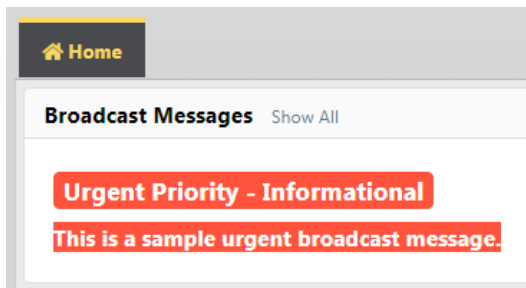 Home
Broadcast Messages Show All
Urgent Priority - Informational
This is a sample urgent broadcast message.